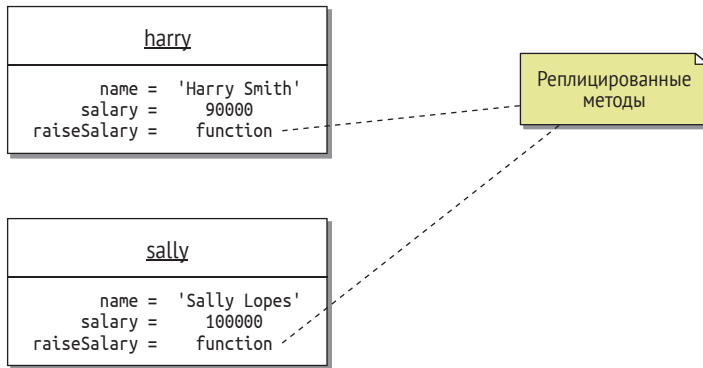 harry
name = 'Harry Smith'
salary = 90000
raiseSalary = function
Реплицированные
методы
sally
name = 'Sally Lopes'
salary = 100000
raiseSalary = function